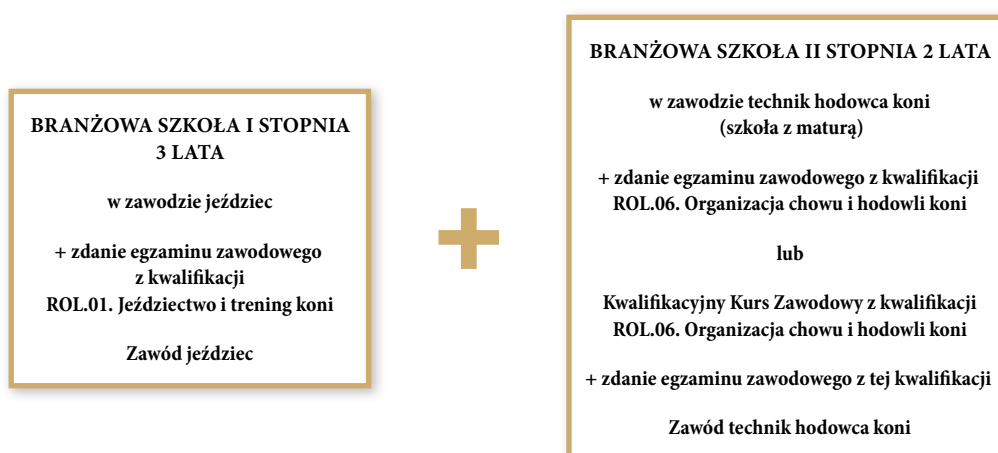 BRANŻOWA SZKOŁA I STOPNIA
3 LATA
w zawodzie jeździec
+ zdanie egzaminu zawodowego
z kwalifikacji
ROL.01. Jeździectwo i trening koni
Zawód jeździec
+
BRANŻOWA SZKOŁA II STOPNIA 2 LATA
w zawodzie technik hodowca koni
(szkoła z maturą)
+ zdanie egzaminu zawodowego z kwalifikacji
ROL.06. Organizacja chowu i hodowli koni
lub
Kwalifikacyjny Kurs Zawodowy z kwalifikacji
ROL.06. Organizacja chowu i hodowli koni
+ zdanie egzaminu zawodowego z tej kwalifikacji
Zawód technik hodowca koni